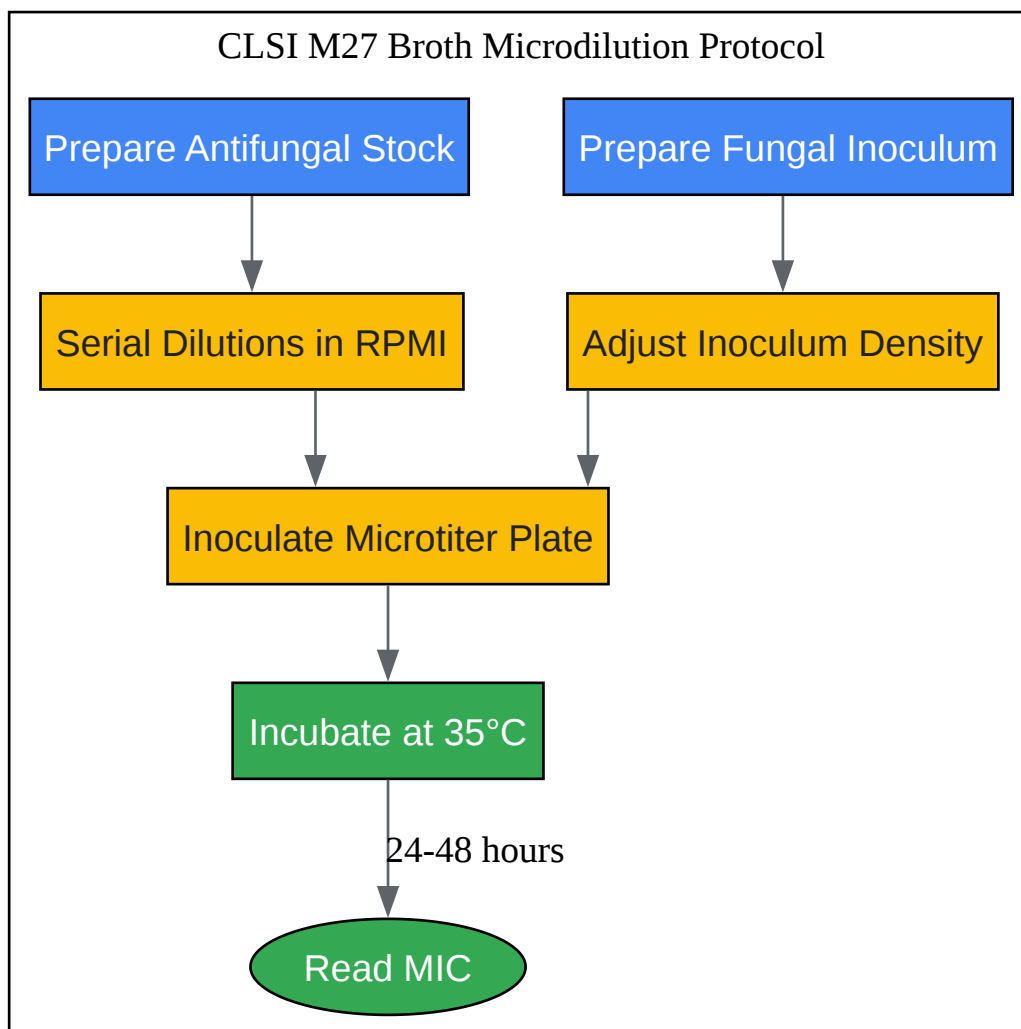 CLSI M27 Broth Microdilution Protocol
Prepare Antifungal Stock
Prepare Fungal Inoculum
Serial Dilutions in RPMI
Adjust Inoculum Density
Inoculate Microtiter Plate
Incubate at 35°C
24-48 hours
Read MIC